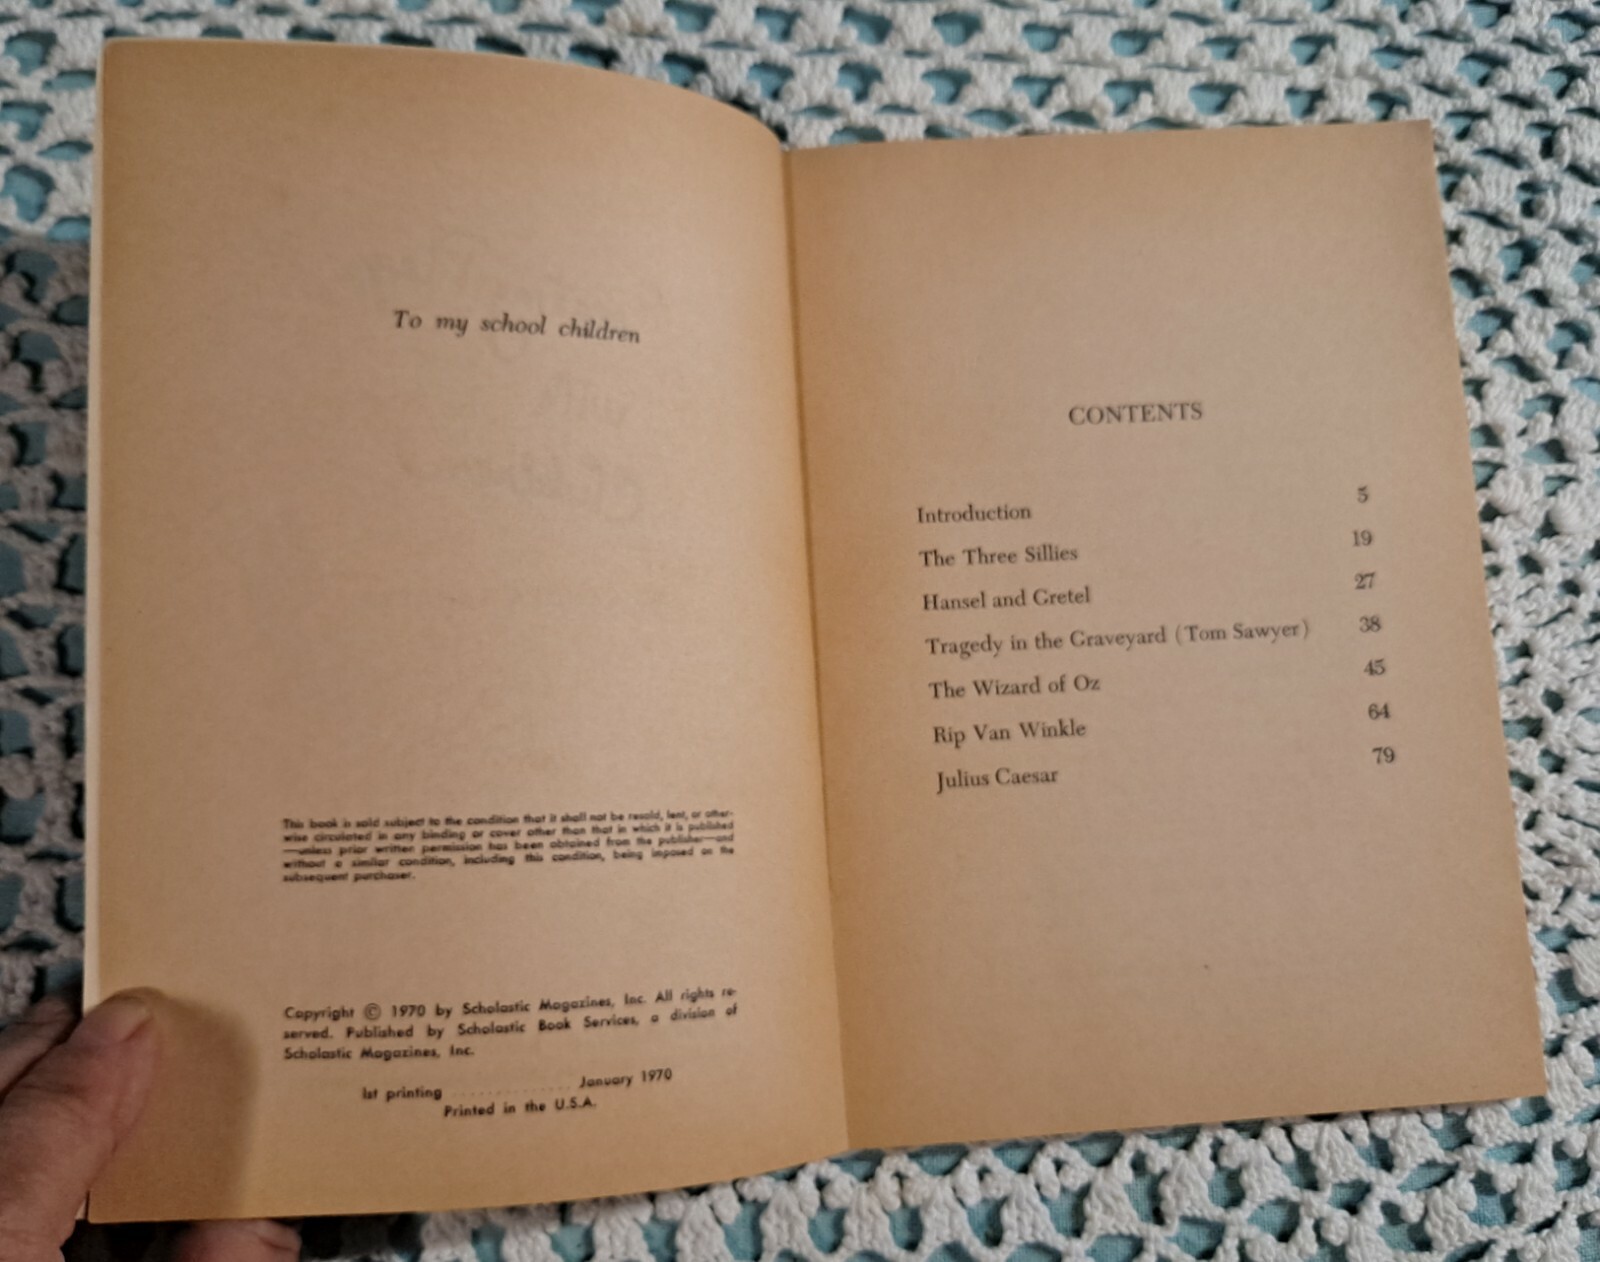 To my school children
This book is sold subject to the condition that it shall not be resold, lent, or other-
wise circulated in any binding or cover other than that in which it is published
—unless prior written permission has been obtained from the publisher—and
without a similar condition, including this condition, being imposed on the
subsequent purchaser.
Copyright © 1970 by Scholastic Magazines, Inc. All rights re-
served. Published by Scholastic Book Services, a division of
Scholastic Magazines, Inc.
1st printing .............. January 1970
Printed in the U.S.A.
CONTENTS
Introduction 5
The Three Sillies 19
Hansel and Gretel 27
Tragedy in the Graveyard (Tom Sawyer) 38
The Wizard of Oz 45
Rip Van Winkle 64
Julius Caesar 79